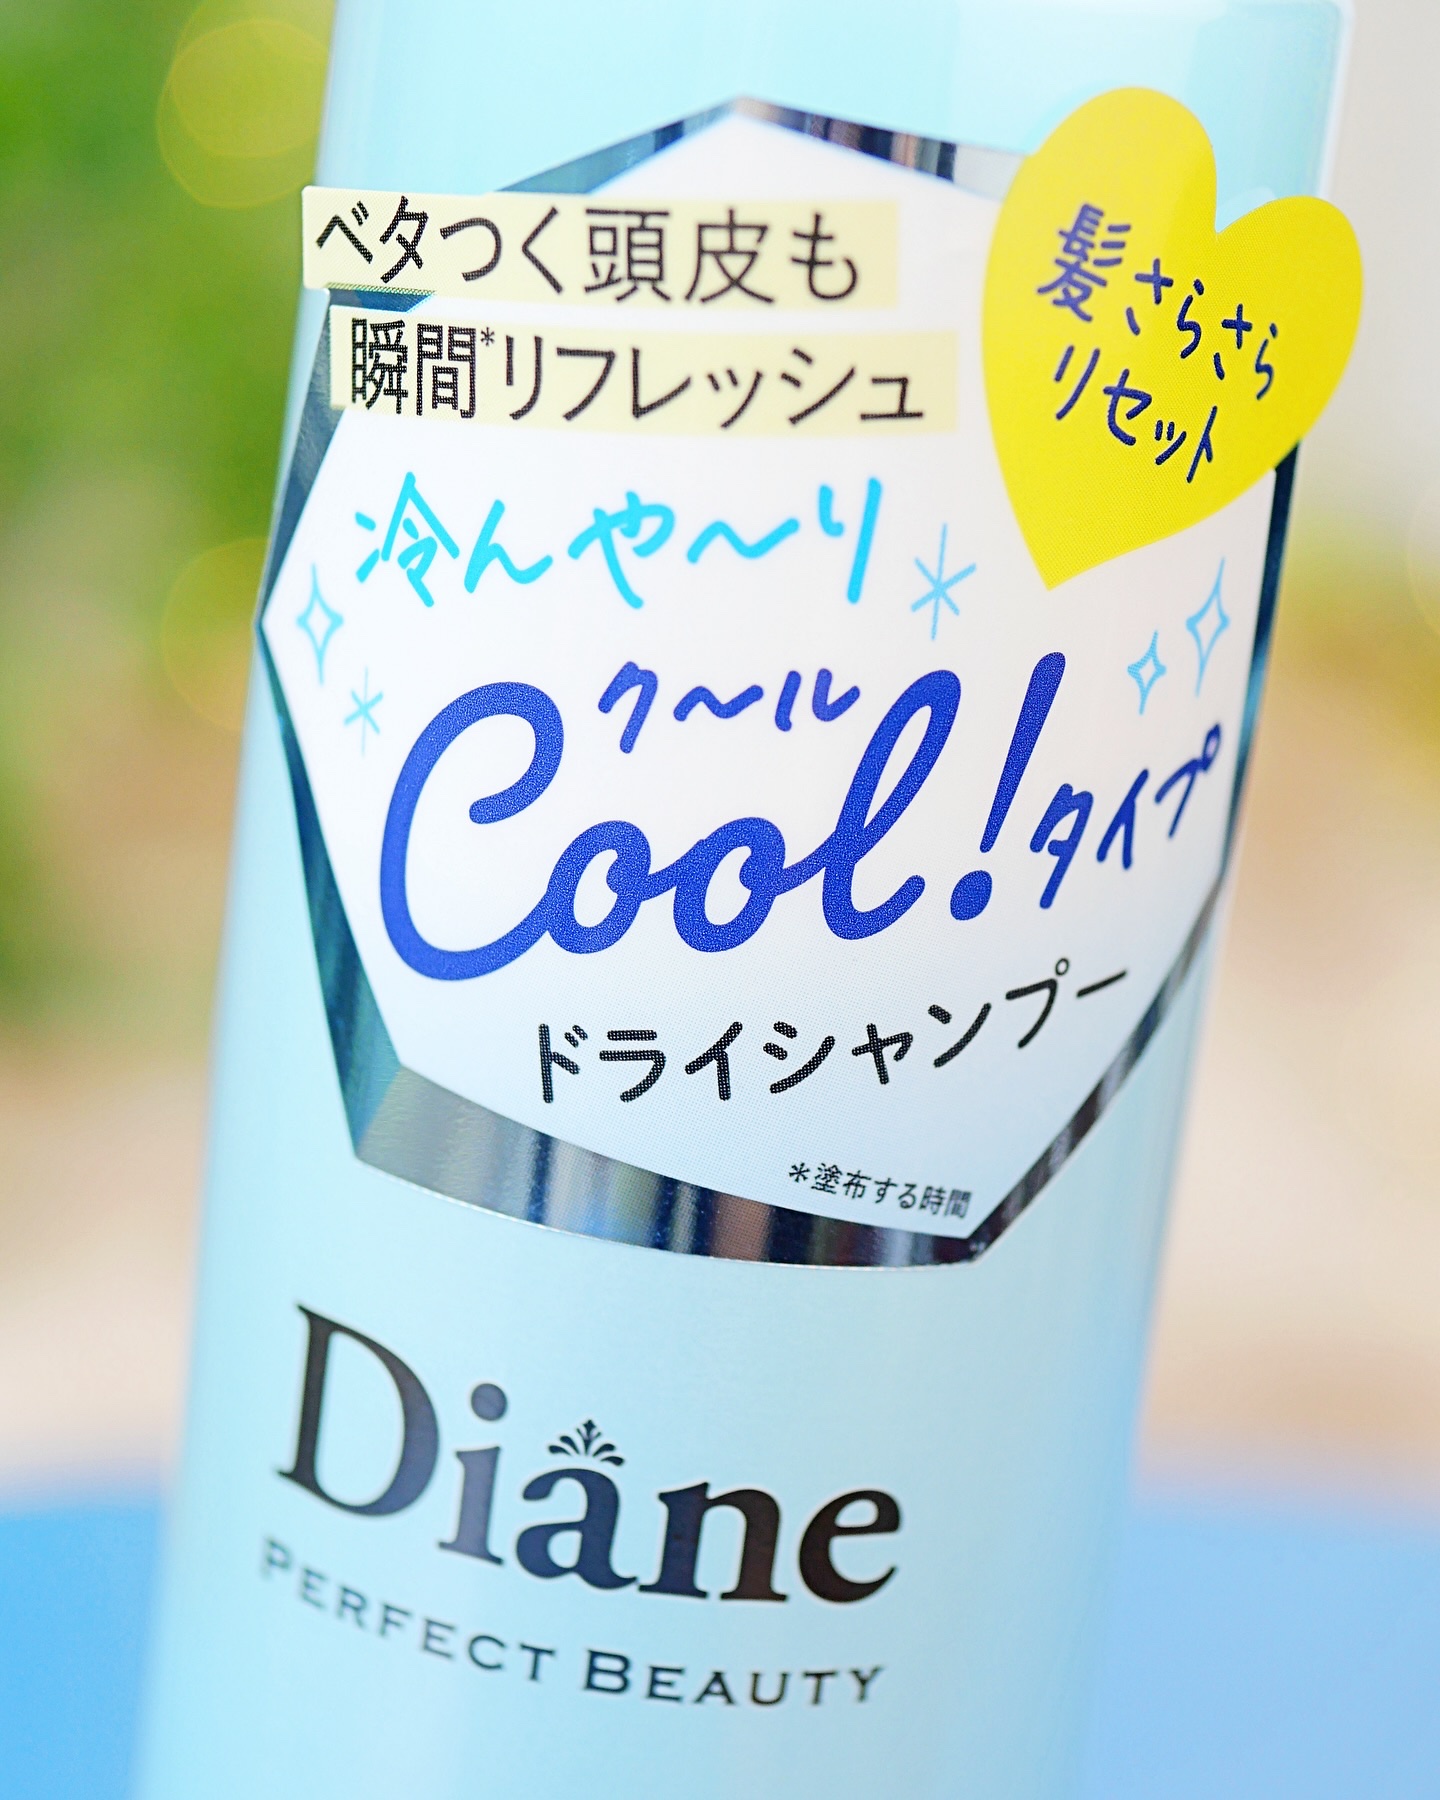 ベタつく頭皮も
瞬間*リフレッシュ
髪さらさら
リセット
冷んや〜り
ク〜ル
Cool!タイプ
ドライシャンプー
*塗布する時間
Diane
PERFECT BEAUTY